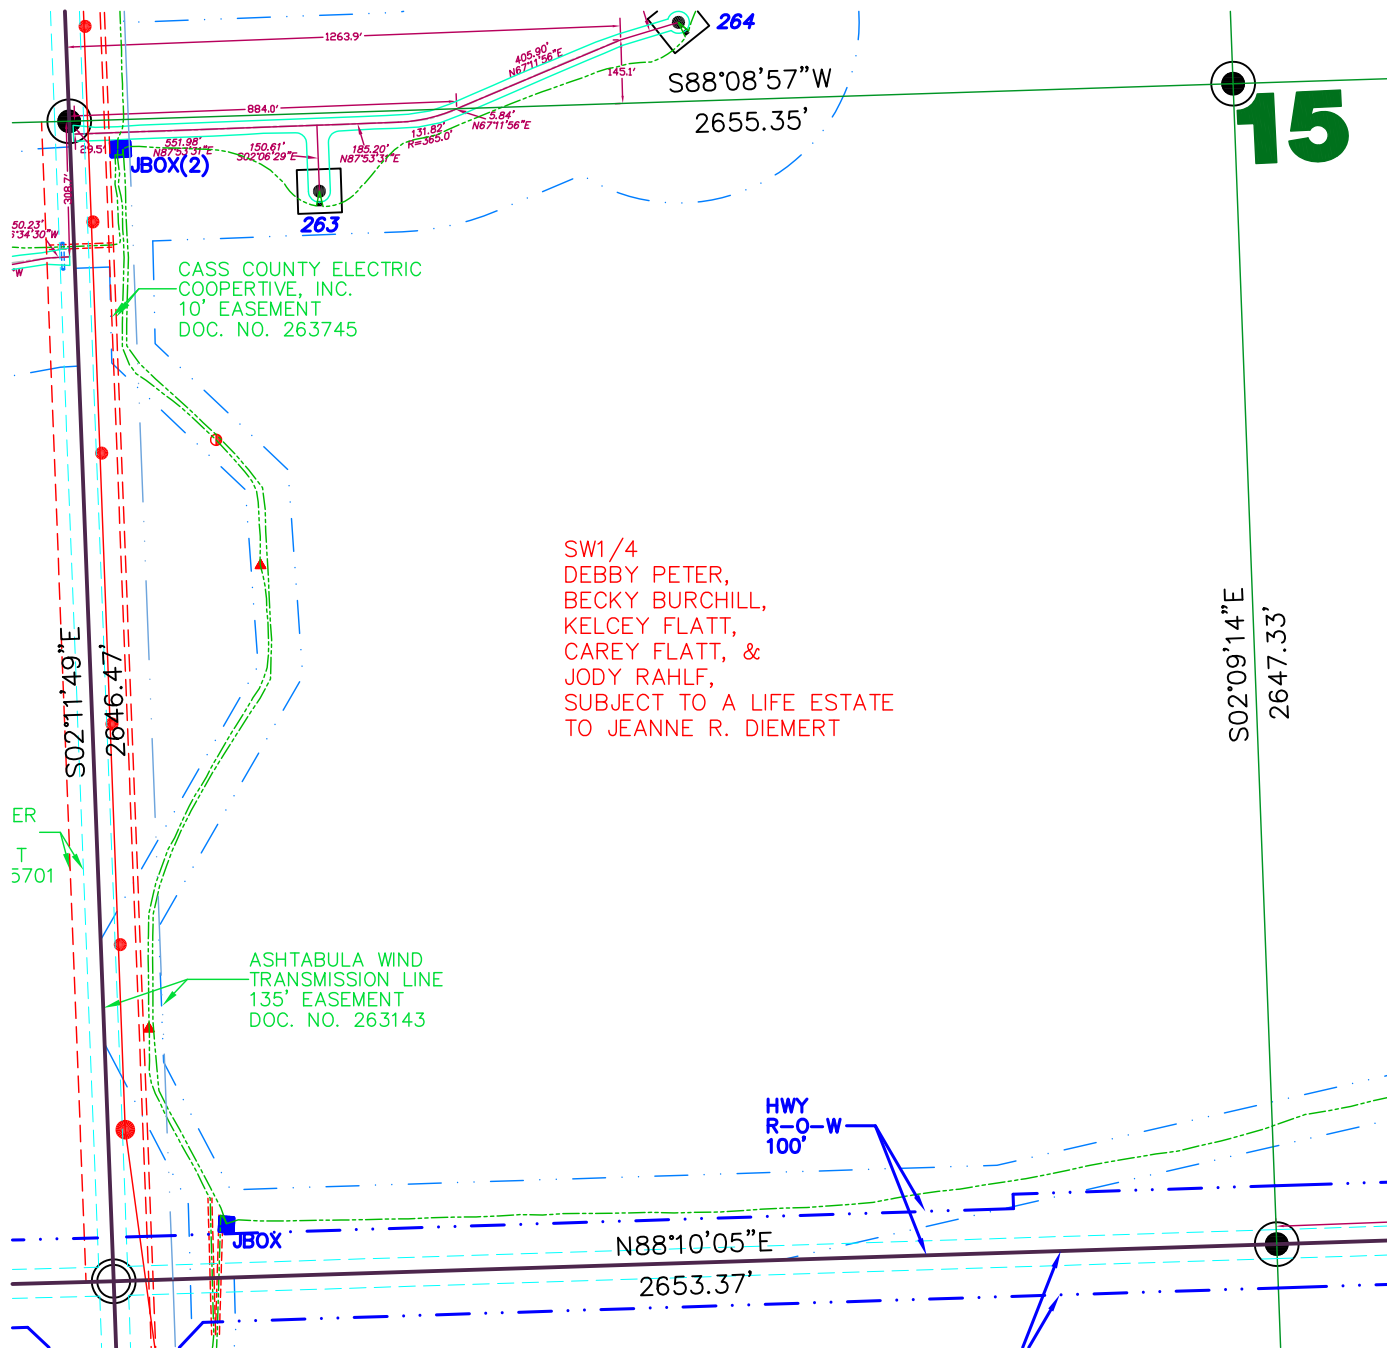 264
1263.9'
405.90'
N67°11'56"E
145.1'
S88°08'57"W
2655.35'
15
884.0'
5.84'
N67°11'56"E
131.82'
R=365.0'
185.20'
N87°53'31"E
150.61'
S02°06'29"E
551.98'
N87°53'31"E
29.51
JBOX(2)
308.7'
263
50.23'
5°34'30"W
"W
CASS COUNTY ELECTRIC
COOPERTIVE, INC.
10' EASEMENT
DOC. NO. 263745
SW1/4
DEBBY PETER,
BECKY BURCHILL,
KELCEY FLATT,
CAREY FLATT, &
JODY RAHLF,
SUBJECT TO A LIFE ESTATE
TO JEANNE R. DIEMERT
S02°11'49"E
2646.47'
S02°09'14"E
2647.33'
ER
T
5701
ASHTABULA WIND
TRANSMISSION LINE
135' EASEMENT
DOC. NO. 263143
HWY
R-O-W
100'
JBOX
N88°10'05"E
2653.37'